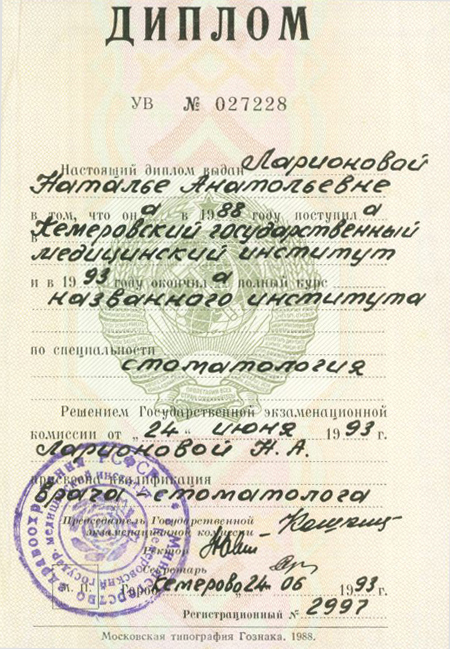 ДИПЛОМ
УВ № 027228
Настоящий диплом выдан Ларионовой
Наталье Анатольевне
в том, что он а в 1988 году поступил а
в Кемеровский государственный
медицинский институт
и в 1993 году окончил а полный курс
названного института
по специальности
стоматология
Решением Государственной экзаменационной
комиссии от „24“ июня 1993 г.
Ларионовой Н. А.
присвоена квалификация
Врача - стоматолога
Председатель Государственной
экзаменационной комиссии
Ректор
Секретарь
М. П. Город Кемерово 24 06 1993 г.
Регистрационный № 2997
Московская типография Гознака. 1988.